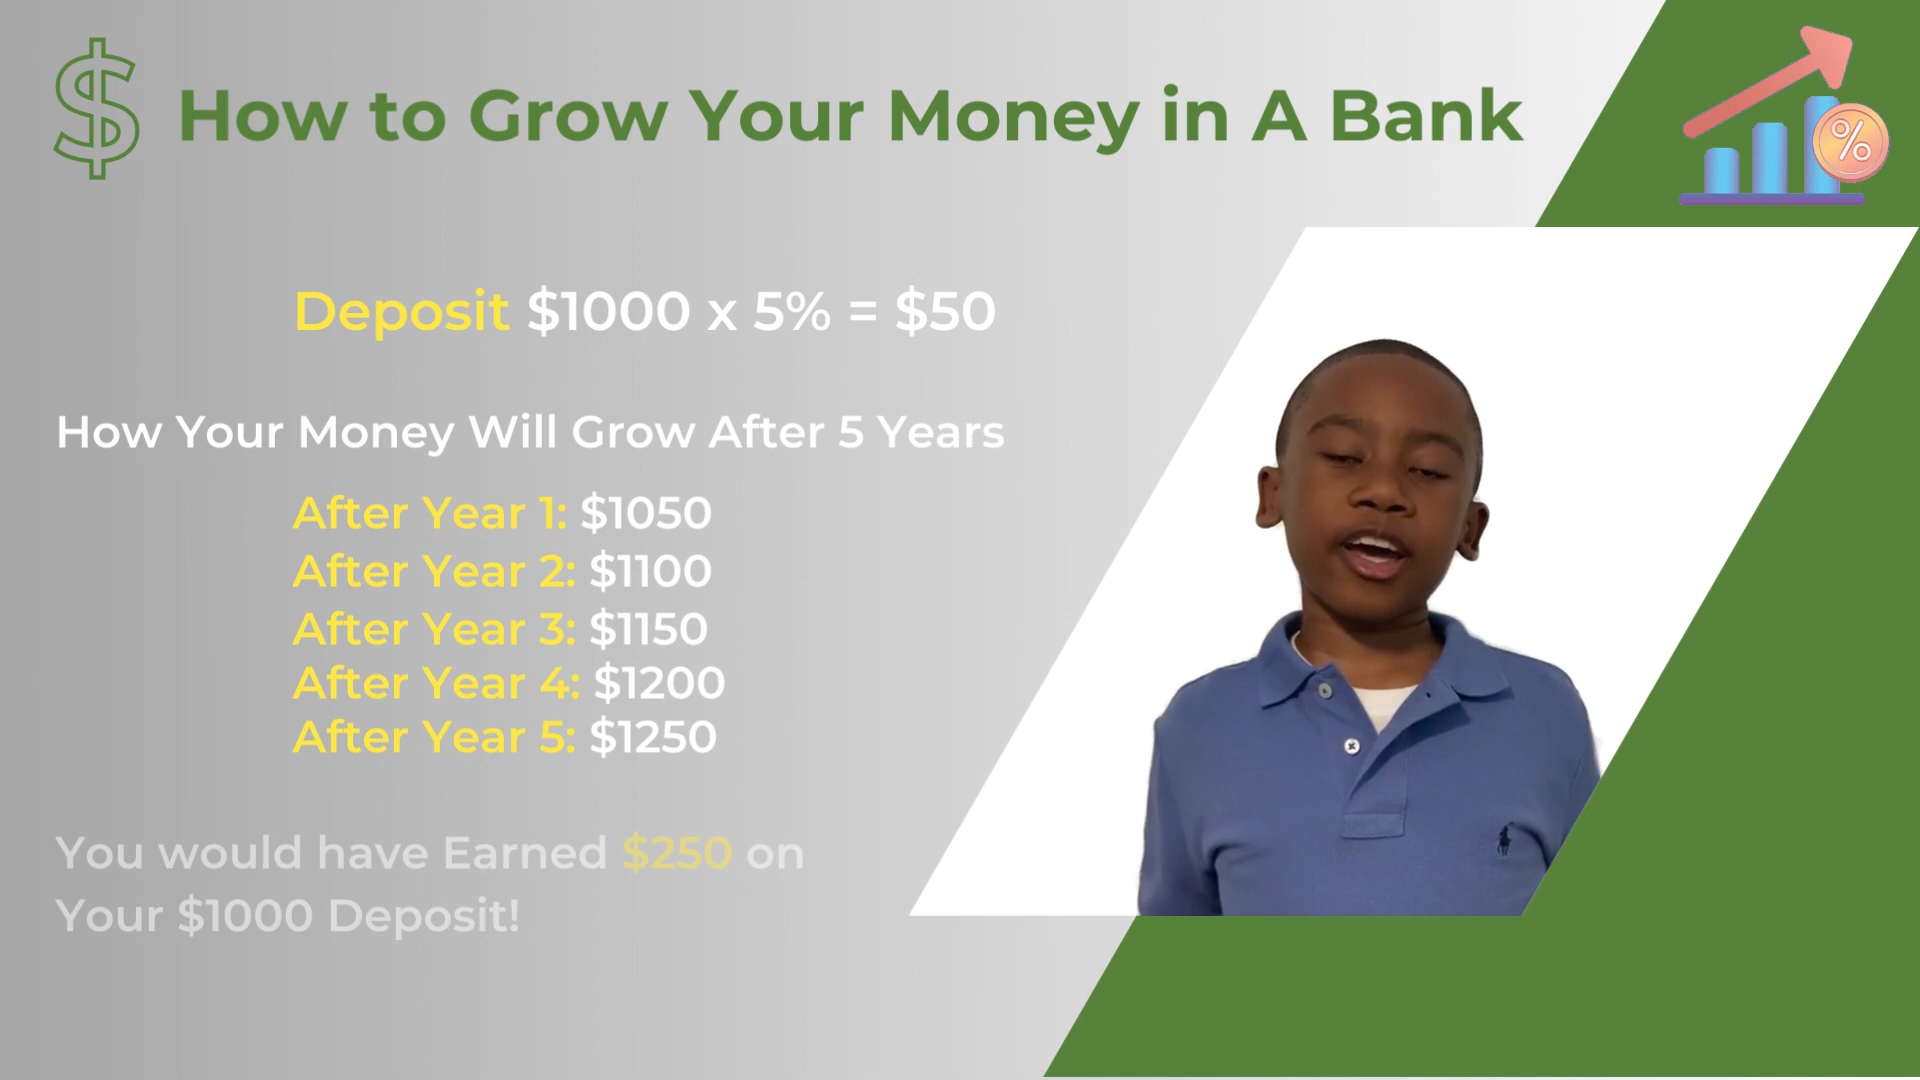 $ How to Grow Your Money in A Bank
%
Deposit $1000 x 5% = $50
How Your Money Will Grow After 5 Years
After Year 1: $1050
After Year 2: $1100
After Year 3: $1150
After Year 4: $1200
After Year 5: $1250
You would have Earned $250 on
Your $1000 Deposit!